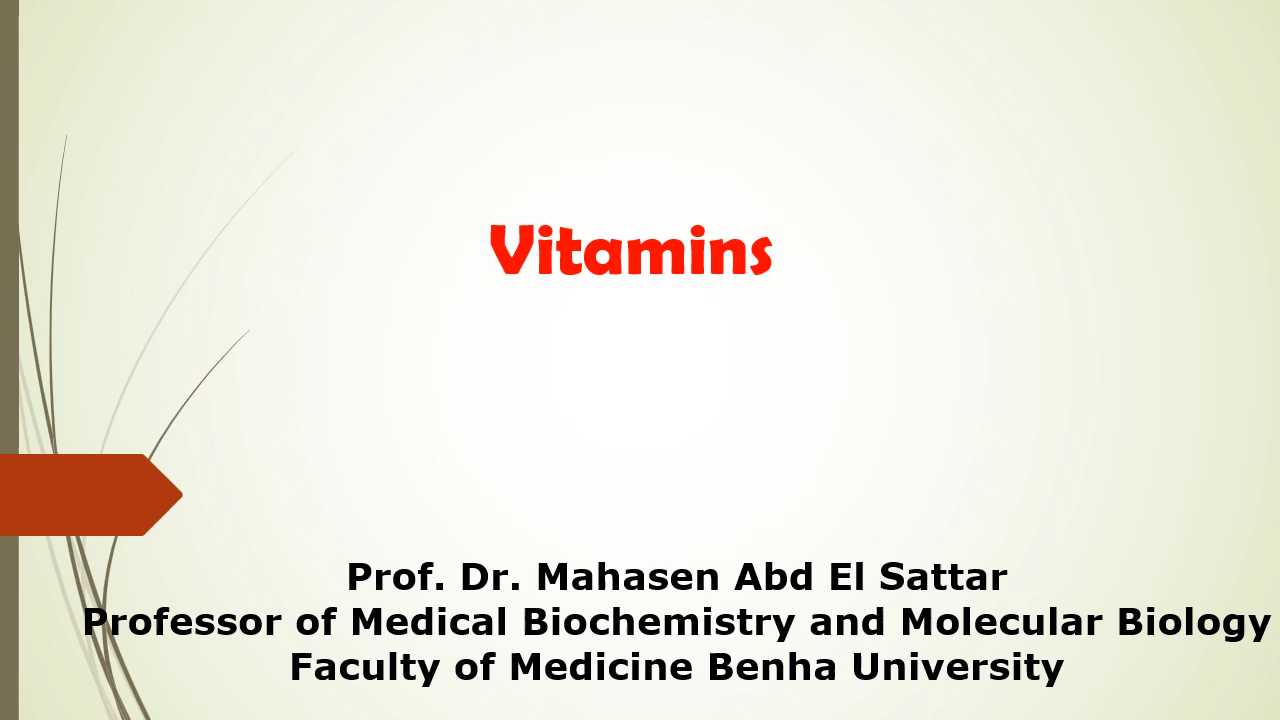 Vitamins
Prof. Dr. Mahasen Abd El Sattar
Professor of Medical Biochemistry and Molecular Biology
Faculty of Medicine Benha University